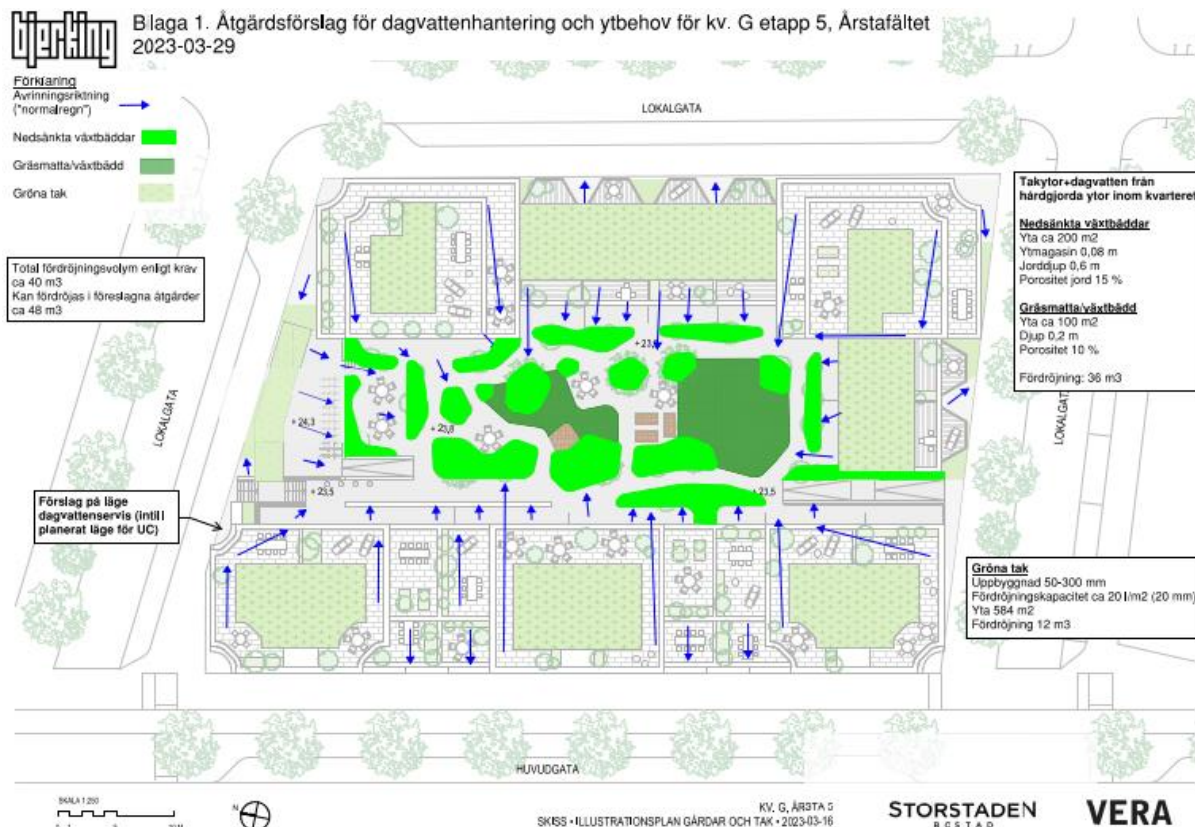 bjerking
Bilaga 1. Åtgärdsförslag för dagvattenhantering och ytbehov för kv. G etapp 5, Årstafältet
2023-03-29
Förklaring
Avrinningsriktning
("normalregn")
Nedsänkta växtbäddar
Gräsmatta/växtbädd
Gröna tak
Total fördröjningsvolym enligt krav
ca 40 m3
Kan fördröjas i föreslagna åtgärder
ca 48 m3
LOKALGATA
LOKALGATA
LOKALGATA
Takytor+dagvatten från
hårdgjorda ytor inom kvarteret
Nedsänkta växtbäddar
Yta ca 200 m2
Ytmagasin 0,08 m
Jorddjup 0,6 m
Porositet jord 15 %
Gräsmatta/växtbädd
Yta ca 100 m2
Djup 0,2 m
Porositet 10 %
Fördröjning: 36 m3
+ 24,3
+ 23,8
+ 23,5
+ 23,5
Förslag på läge
dagvattenservis (intill
planerat läge för UC)
Gröna tak
Uppbyggnad 50-300 mm
Fördröjningskapacitet ca 20 l/m2 (20 mm)
Yta 584 m2
Fördröjning 12 m3
HUVUDGATA
SKALA 1:250
N
KV. G, ÅRSTA 5
SKISS • ILLUSTRATIONSPLAN GÅRDAR OCH TAK • 2023-03-16
STORSTADEN
BOSTAD
VERA